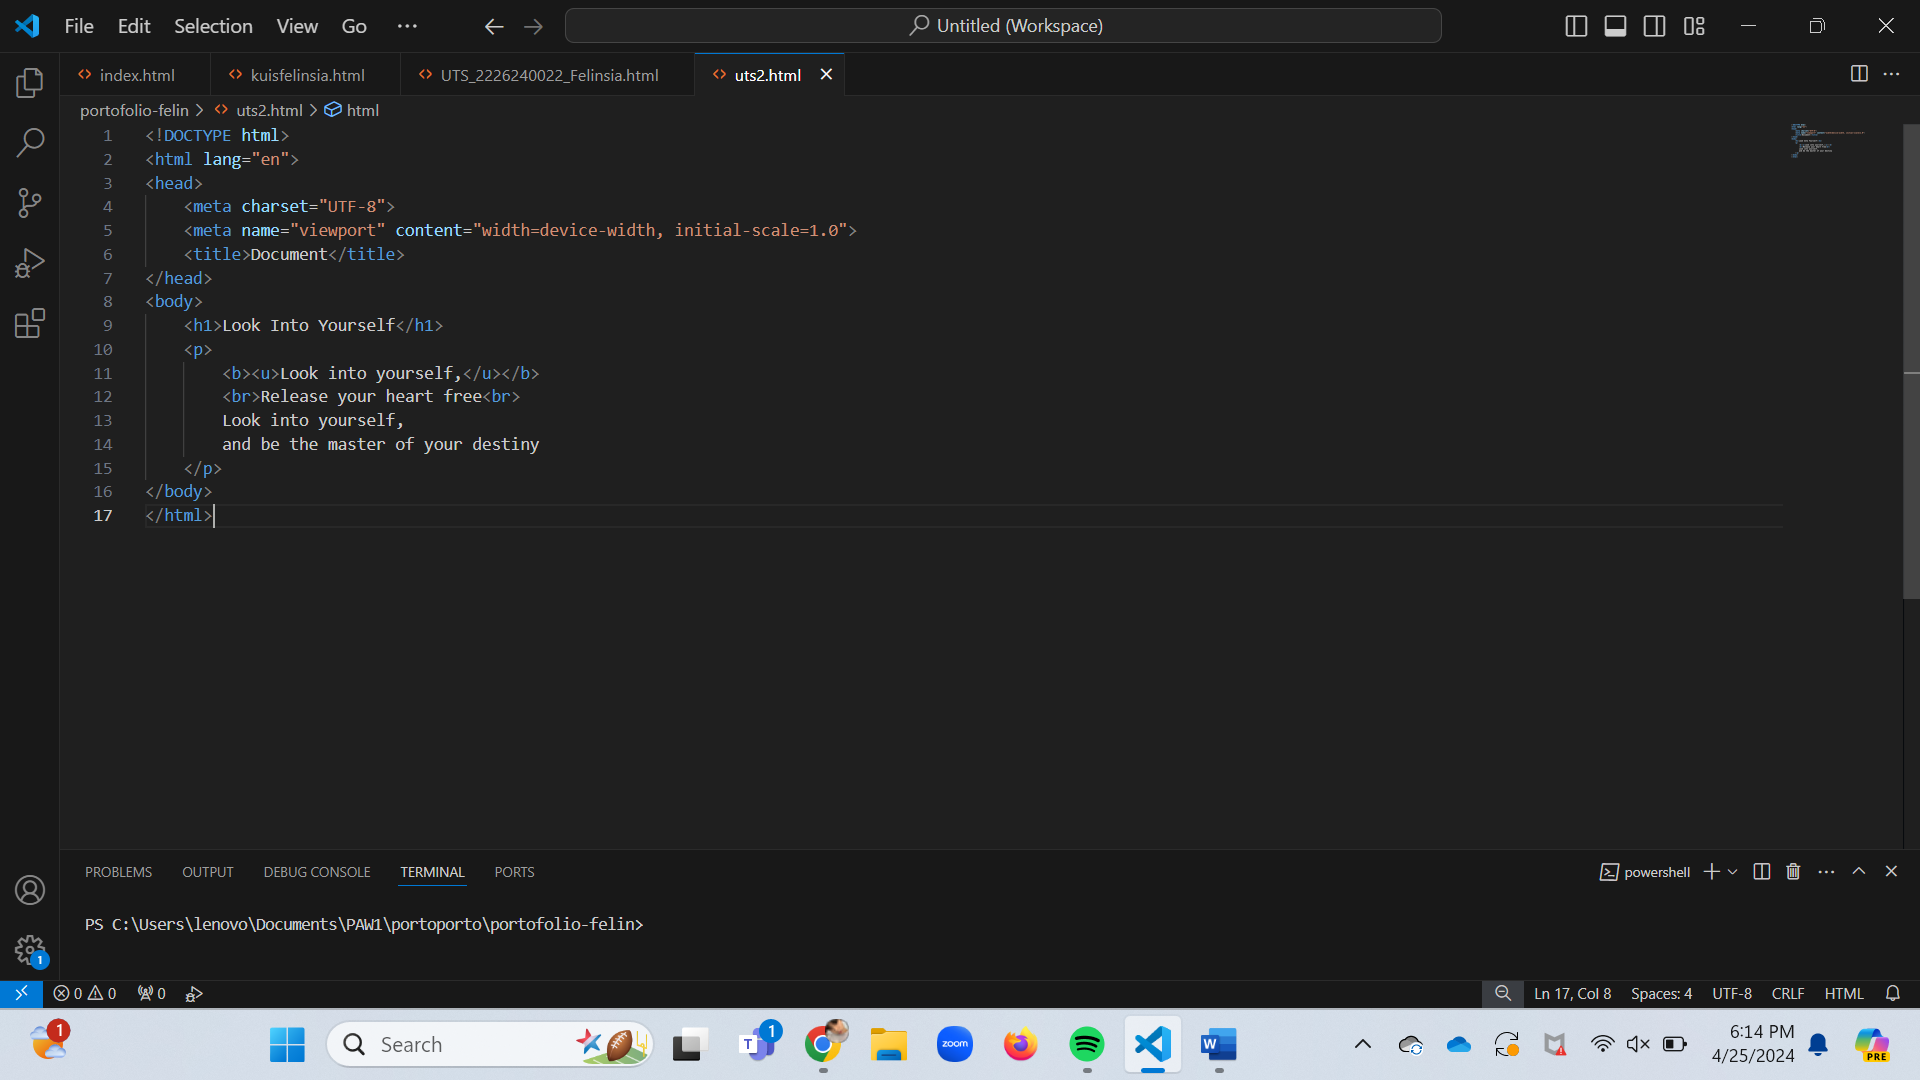 File Edit Selection View Go ··· Untitled (Workspace)
index.html kuisfelinsia.html UTS_2226240022_Felinsia.html uts2.html
portofolio-felin > uts2.html > html
1 <!DOCTYPE html>
2 <html lang="en">
3 <head>
4 <meta charset="UTF-8">
5 <meta name="viewport" content="width=device-width, initial-scale=1.0">
6 <title>Document</title>
7 </head>
8 <body>
9 <h1>Look Into Yourself</h1>
10 <p>
11 <b><u>Look into yourself,</u></b>
12 <br>Release your heart free<br>
13 Look into yourself,
14 and be the master of your destiny
15 </p>
16 </body>
17 </html>
PROBLEMS OUTPUT DEBUG CONSOLE TERMINAL PORTS powershell
PS C:\Users\lenovo\Documents\PAW1\portoporto\portofolio-felin>
1
0 0 0 Ln 17, Col 8 Spaces: 4 UTF-8 CRLF HTML
1 Search T 1 zoom W 6:14 PM
4/25/2024
PRE